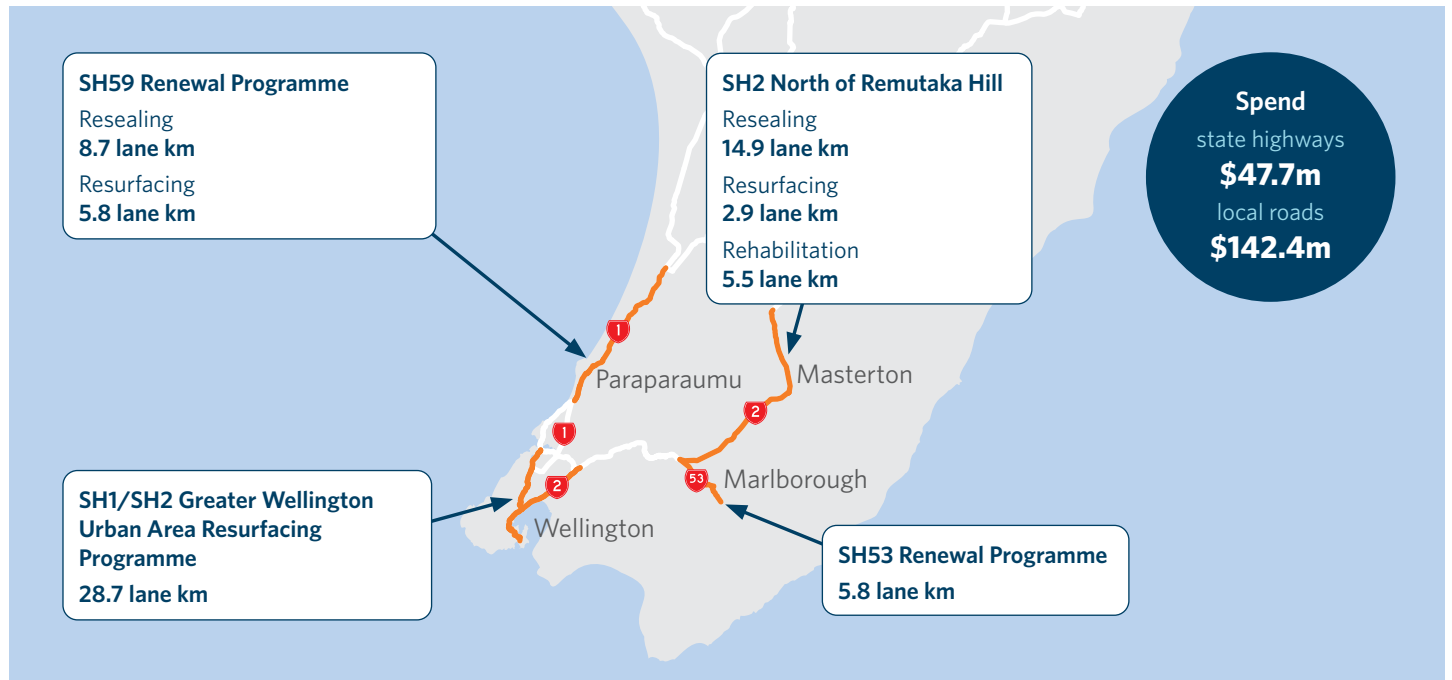 SH59 Renewal Programme
Resealing
8.7 lane km
Resurfacing
5.8 lane km
SH2 North of Remutaka Hill
Resealing
14.9 lane km
Resurfacing
2.9 lane km
Rehabilitation
5.5 lane km
Spend
state highways
$47.7m
local roads
$142.4m
1
Paraparaumu
Masterton
2
1
53
Marlborough
2
Wellington
SH1/SH2 Greater Wellington
Urban Area Resurfacing
Programme
28.7 lane km
SH53 Renewal Programme
5.8 lane km